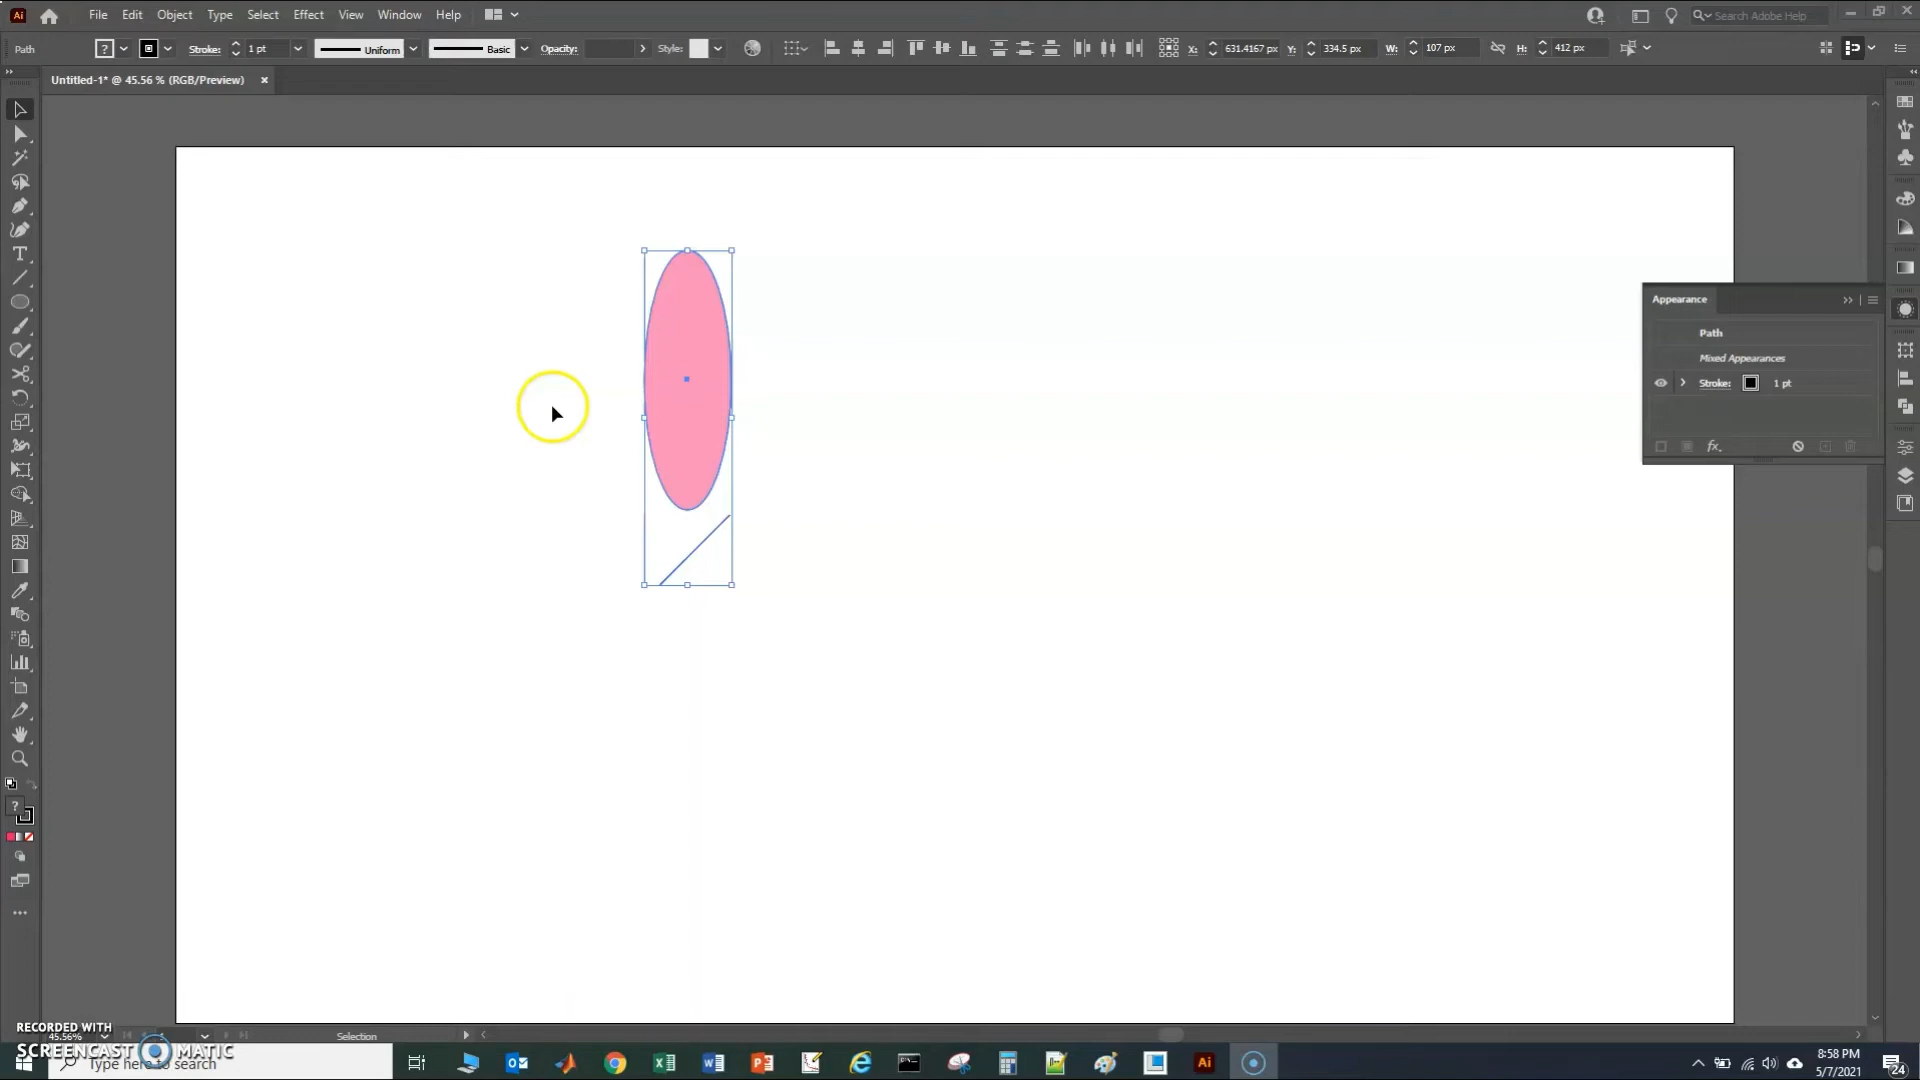 Ai File Edit Object Type Select Effect View Window Help Search Adobe Help
Path ? Stroke: 1 pt Uniform Basic Opacity: Style: X: 631.4167 px Y: 334.5 px W: 107 px H: 412 px
Untitled-1* @ 45.56 % (RGB/Preview) ×
Appearance
Path
Mixed Appearances
Stroke: 1 pt
fx.
?
RECORDED WITH
45.56% Selection
SCREENCAST MATIC
Type here to search Ai 8:58 PM
5/7/2021
24